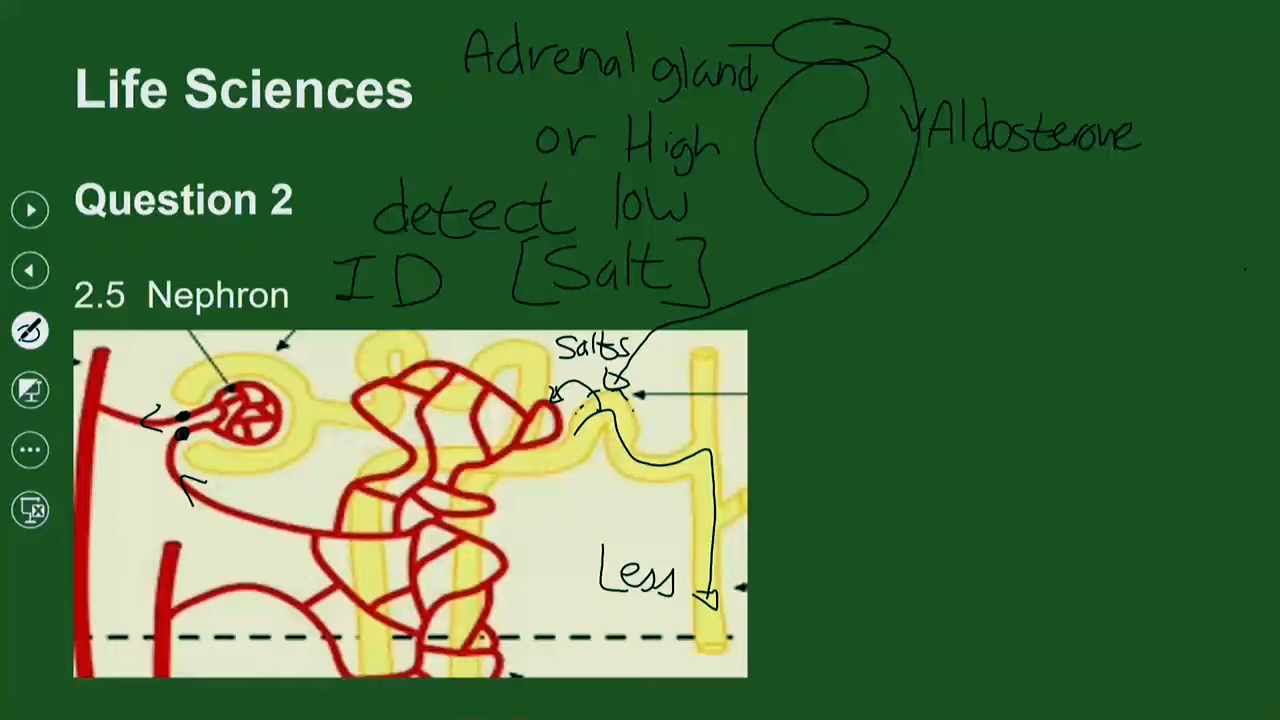 Life Sciences
Question 2
2.5 Nephron
Adrenal gland
or High
detect low
ID [Salt]
Aldosterone
Salts
Less